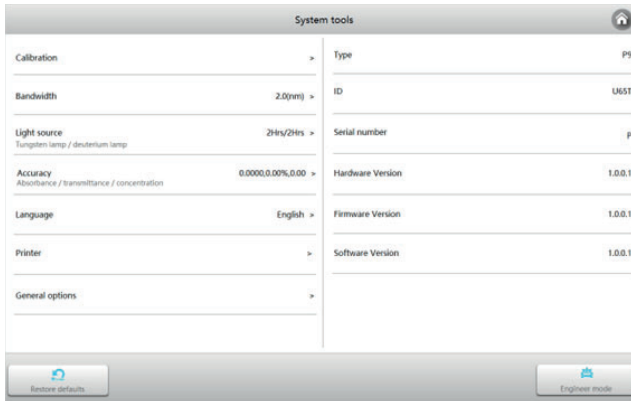 System tools
Calibration >
Bandwidth 2.0(nm) >
Light source 2Hrs/2Hrs >
Tungsten lamp / deuterium lamp
Accuracy 0.0000,0.00%,0.00 >
Absorbance / transmittance / concentration
Language English >
Printer >
General options >
Type P9
ID U6ST
Serial number P
Hardware Version 1.0.0.1
Firmware Version 1.0.0.1
Software Version 1.0.0.1
Restore defaults
Engineer mode